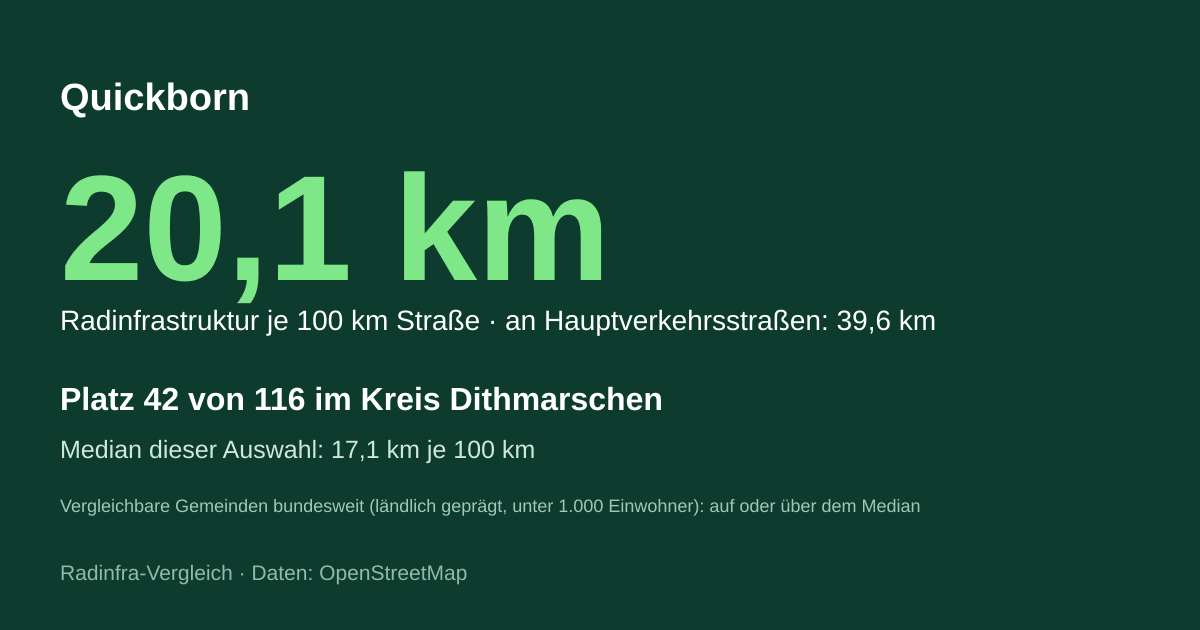 Quickborn
20,1 km
Radinfrastruktur je 100 km Straße · an Hauptverkehrsstraßen: 39,6 km
Platz 42 von 116 im Kreis Dithmarschen
Median dieser Auswahl: 17,1 km je 100 km
Vergleichbare Gemeinden bundesweit (ländlich geprägt, unter 1.000 Einwohner): auf oder über dem Median
Radinfra-Vergleich · Daten: OpenStreetMap